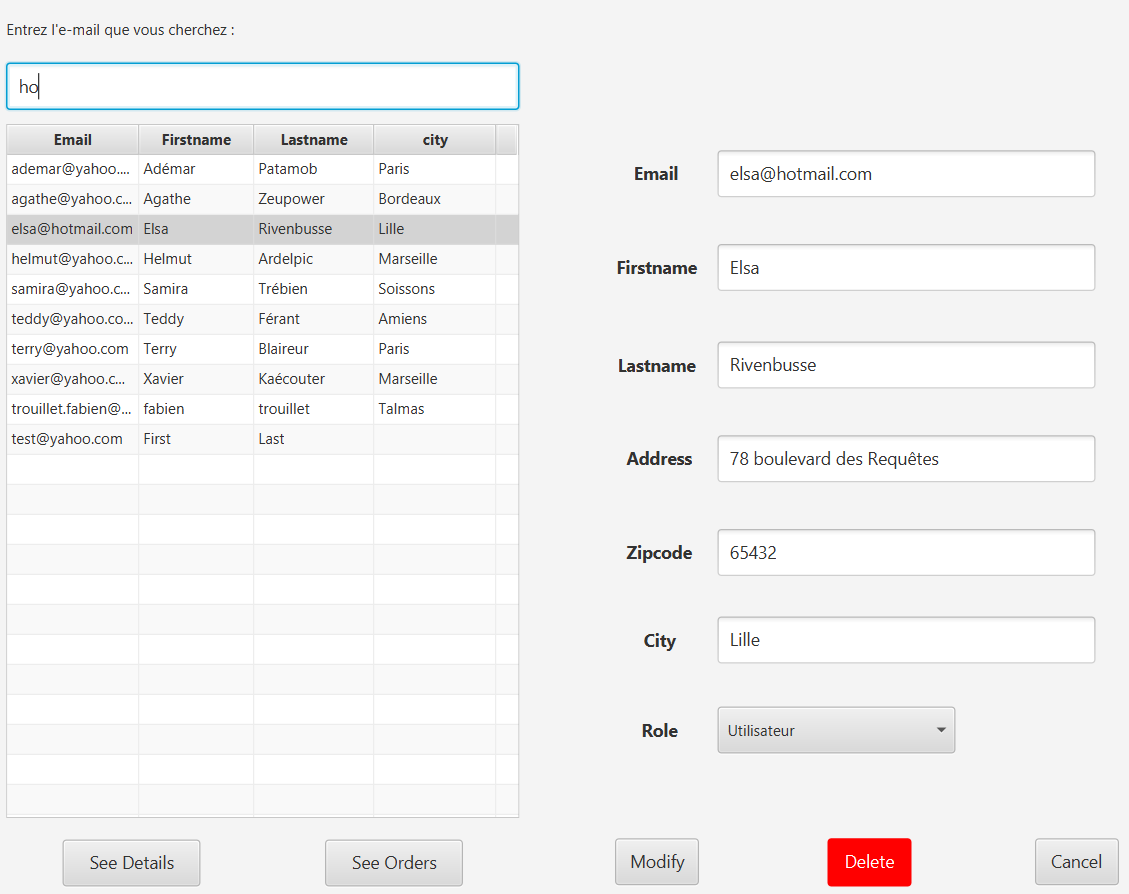 Entrez l'e-mail que vous cherchez :
ho
Email Firstname Lastname city
ademar@yahoo.... Adémar Patamob Paris
agathe@yahoo.c... Agathe Zeupower Bordeaux
elsa@hotmail.com Elsa Rivenbusse Lille
helmut@yahoo.c... Helmut Ardelpic Marseille
samira@yahoo.c... Samira Trébien Soissons
teddy@yahoo.co... Teddy Férant Amiens
terry@yahoo.com Terry Blaireur Paris
xavier@yahoo.c... Xavier Kaécouter Marseille
trouillet.fabien@... fabien trouillet Talmas
test@yahoo.com First Last
Email elsa@hotmail.com
Firstname Elsa
Lastname Rivenbusse
Address 78 boulevard des Requêtes
Zipcode 65432
City Lille
Role Utilisateur
See Details See Orders Modify Delete Cancel